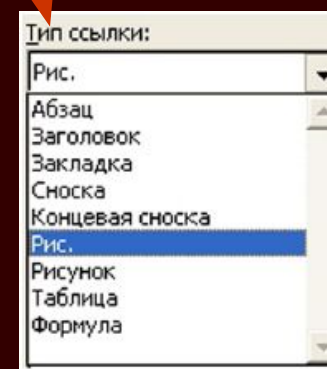 Тип ссылки:
Рис.
Абзац
Заголовок
Закладка
Сноска
Концевая сноска
Рис.
Рисунок
Таблица
Формула